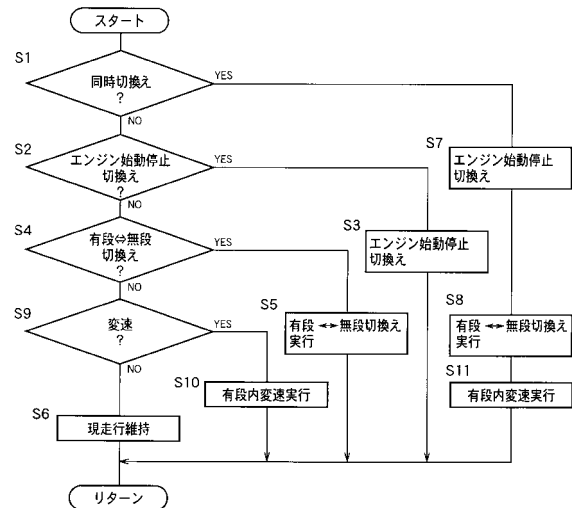 スタート
S1
同時切換え
?
YES
NO
S2
エンジン始動停止
切換え
?
YES
NO
S7
エンジン始動停止
切換え
S4
有段⇔無段
切換え
?
YES
NO
S3
エンジン始動停止
切換え
S9
変速
?
YES
NO
S5
有段↔無段切換え
実行
S8
有段↔無段切換え
実行
S10
有段内変速実行
S11
有段内変速実行
S6
現走行維持
リターン